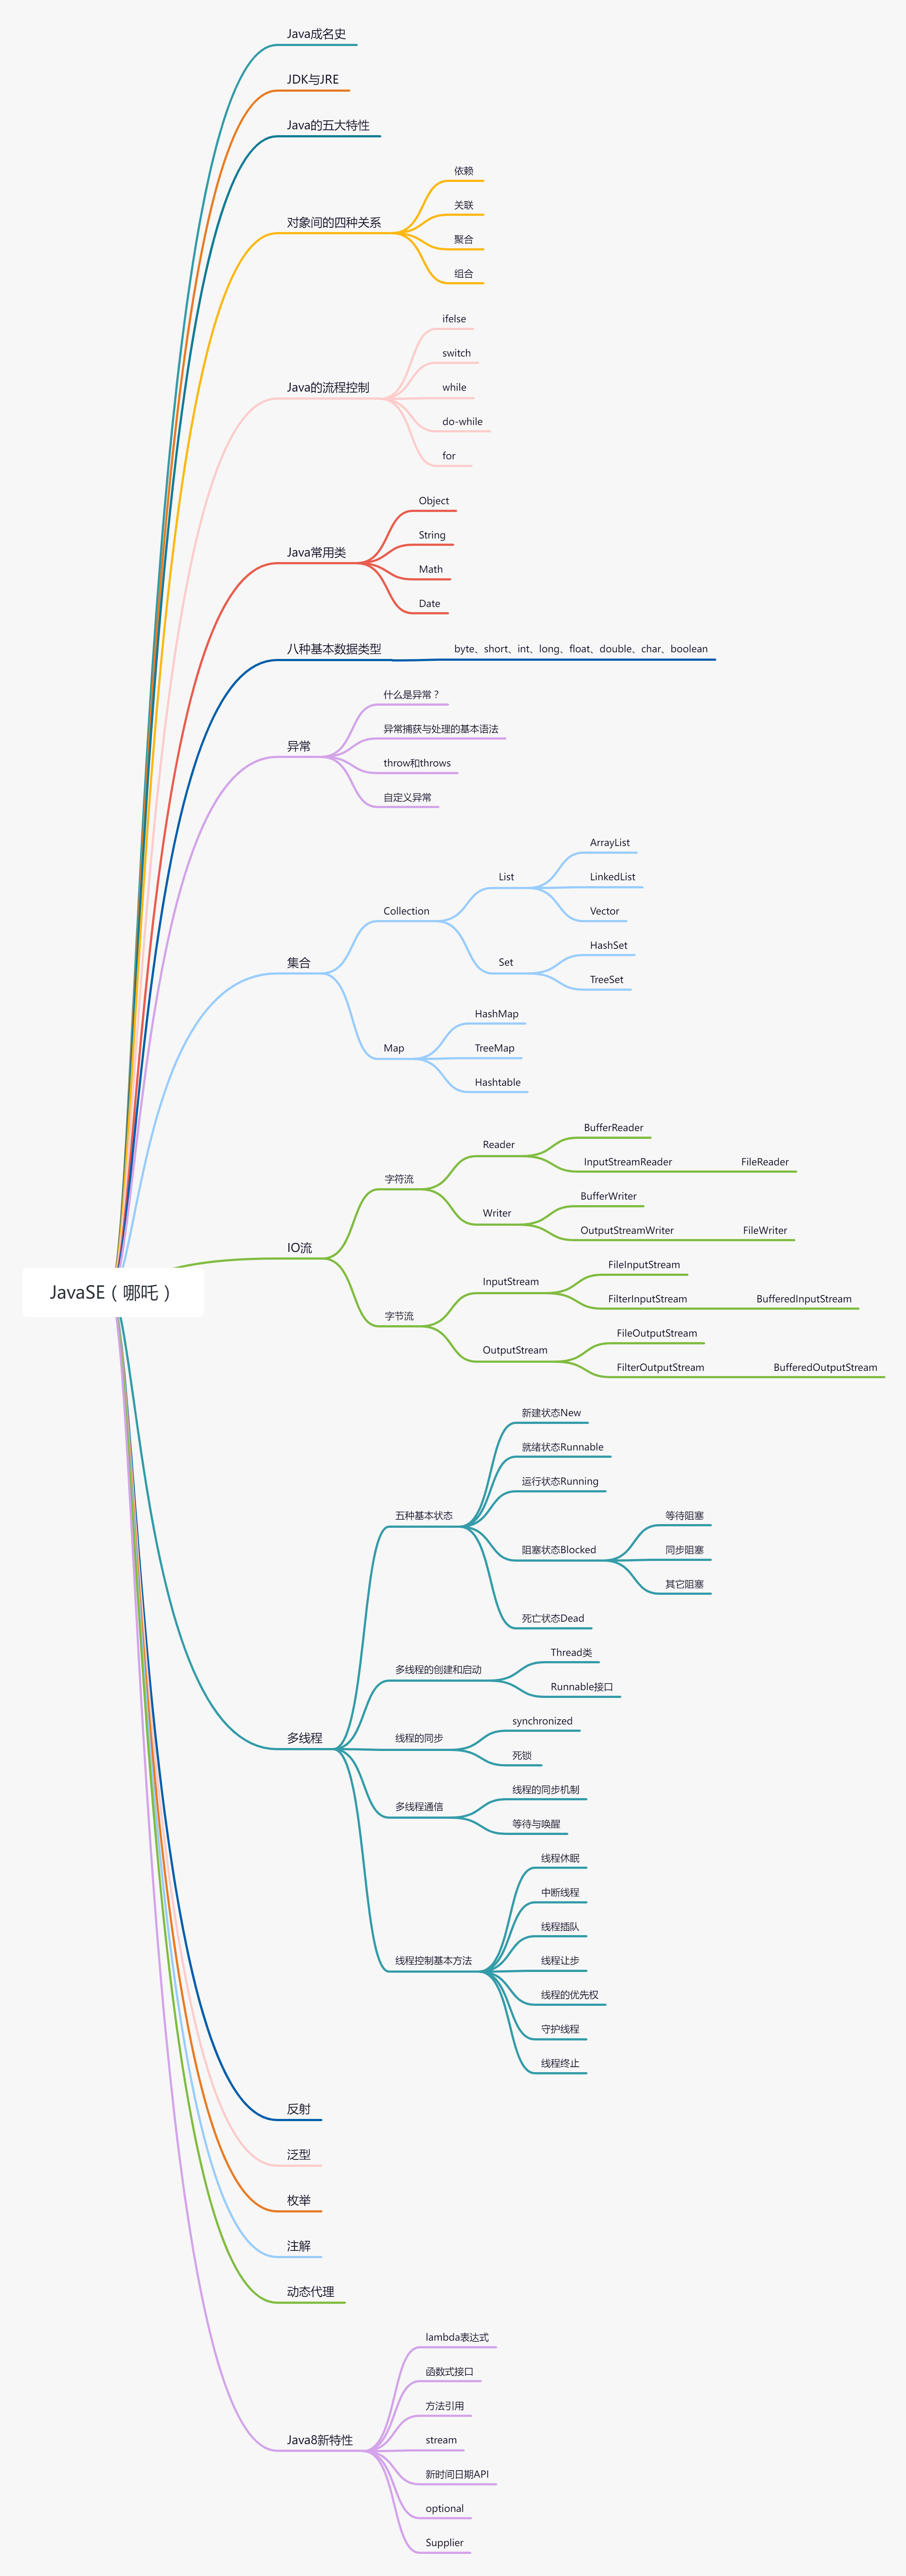 Java成名史
JDK与JRE
Java的五大特性
对象间的四种关系
依赖
关联
聚合
组合
Java的流程控制
ifelse
switch
while
do-while
for
Java常用类
Object
String
Math
Date
八种基本数据类型
byte、short、int、long、float、double、char、boolean
异常
什么是异常？
异常捕获与处理的基本语法
throw和throws
自定义异常
集合
Collection
List
ArrayList
LinkedList
Vector
Set
HashSet
TreeSet
Map
HashMap
TreeMap
Hashtable
JavaSE（哪吒）
IO流
字符流
Reader
BufferReader
InputStreamReader
FileReader
Writer
BufferWriter
OutputStreamWriter
FileWriter
字节流
InputStream
FileInputStream
FilterInputStream
BufferedInputStream
OutputStream
FileOutputStream
FilterOutputStream
BufferedOutputStream
多线程
五种基本状态
新建状态New
就绪状态Runnable
运行状态Running
阻塞状态Blocked
等待阻塞
同步阻塞
其它阻塞
死亡状态Dead
多线程的创建和启动
Thread类
Runnable接口
线程的同步
synchronized
死锁
多线程通信
线程的同步机制
等待与唤醒
线程控制基本方法
线程休眠
中断线程
线程插队
线程让步
线程的优先权
守护线程
线程终止
反射
泛型
枚举
注解
动态代理
Java8新特性
lambda表达式
函数式接口
方法引用
stream
新时间日期API
optional
Supplier